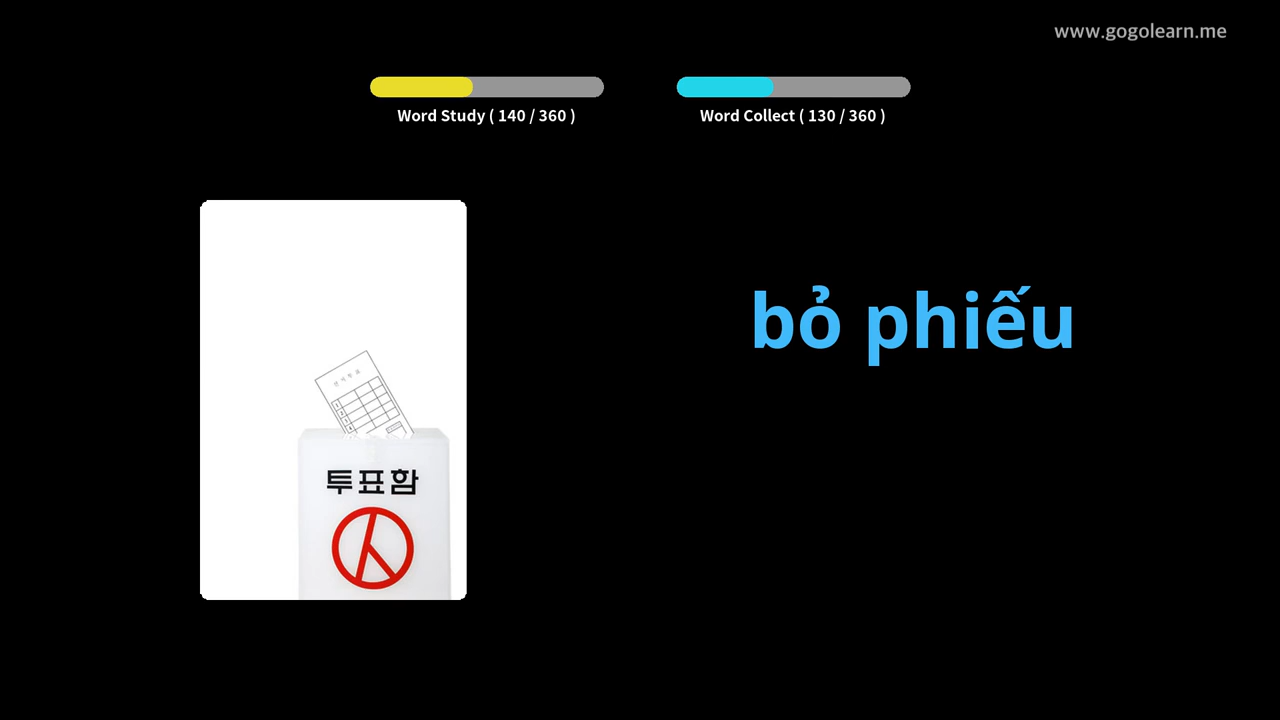 www.gogolearn.me
Word Study ( 140 / 360 )
Word Collect ( 130 / 360 )
bỏ phiếu
투표함